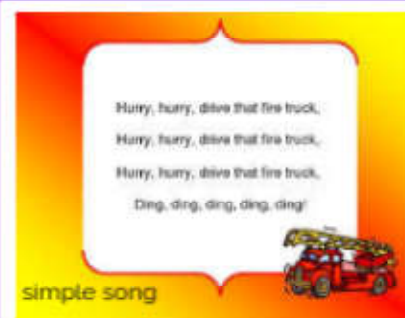 Hurry, hurry, drive that fire truck,
Hurry, hurry, drive that fire truck,
Hurry, hurry, drive that fire truck,
Ding, ding, ding, ding, ding!
simple song